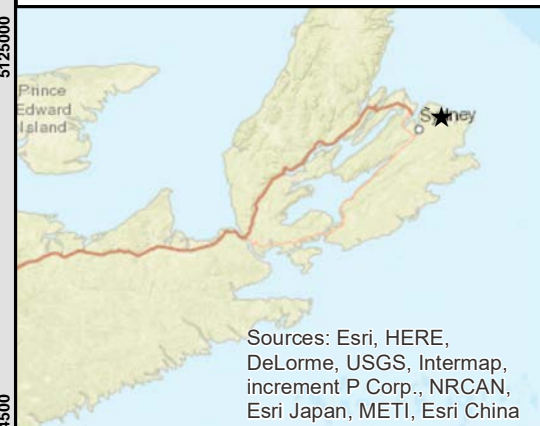 5125000
Prince
Edward
Island
Sydney
Sources: Esri, HERE,
DeLorme, USGS, Intermap,
increment P Corp., NRCAN,
Esri Japan, METI, Esri China
4500